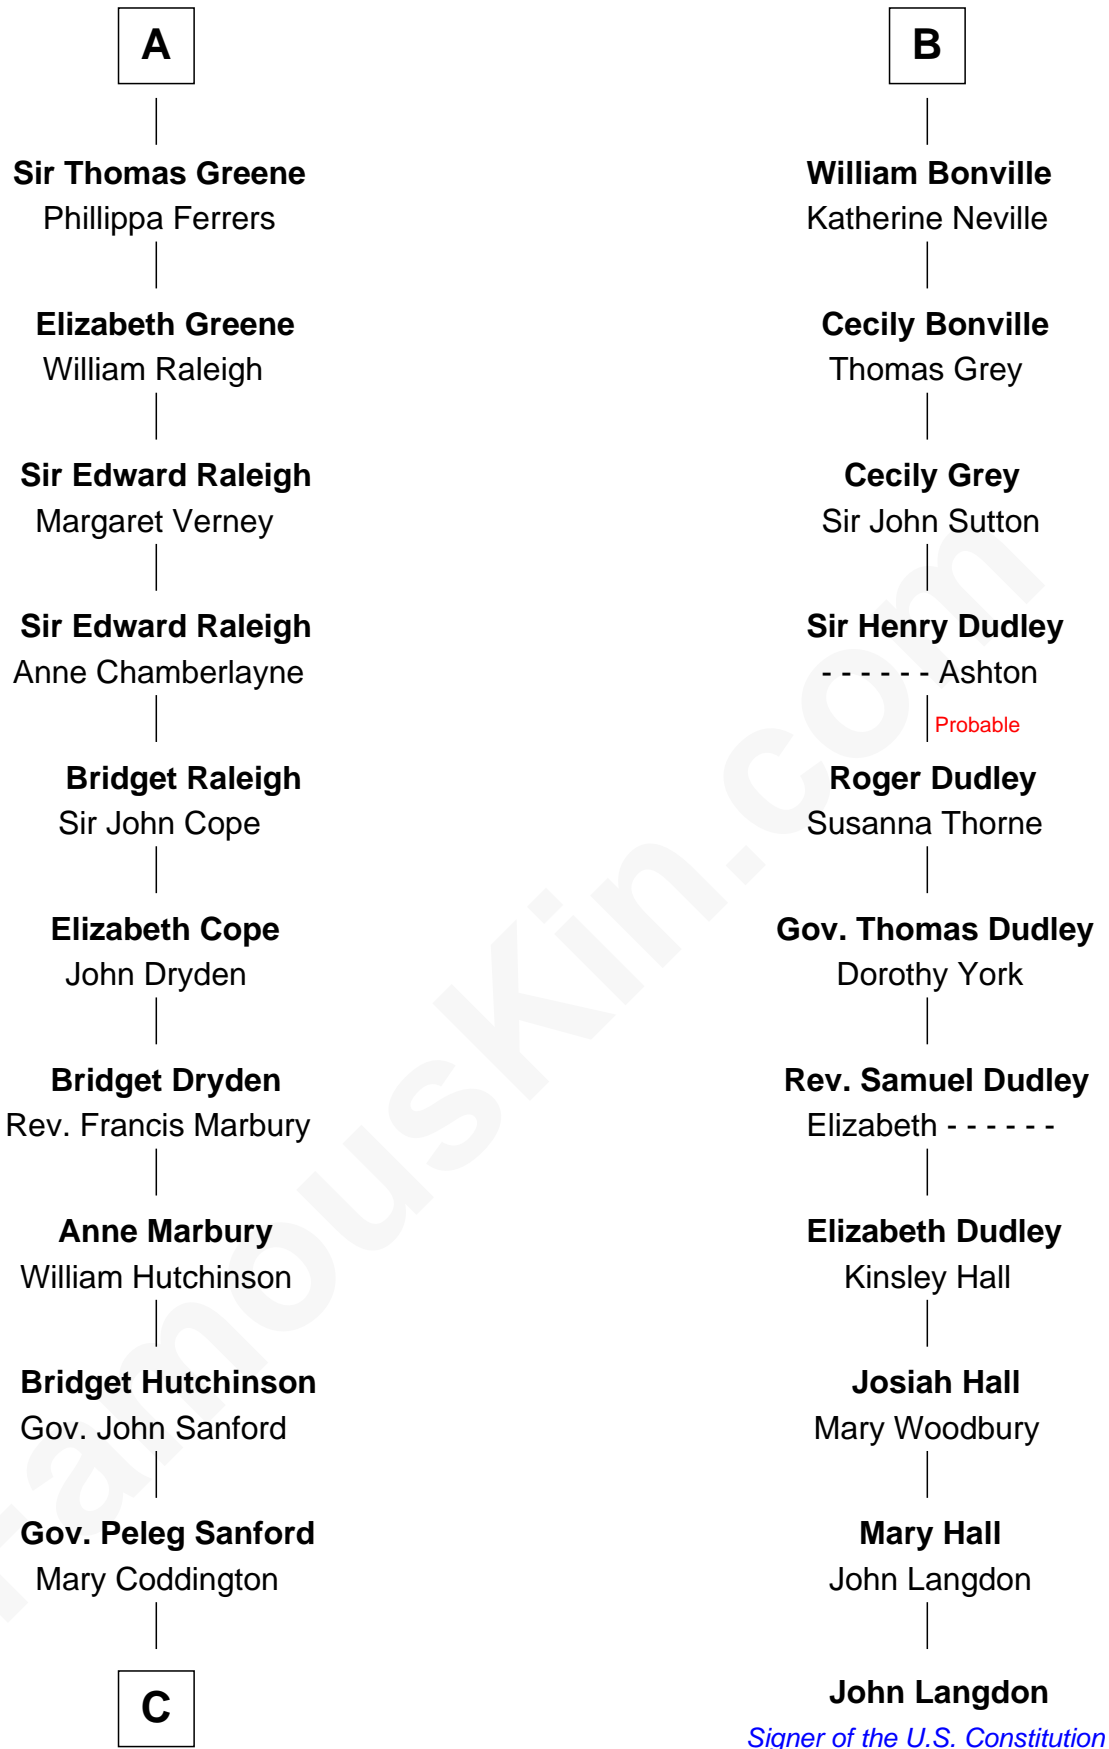 A
Sir Thomas Greene
Phillippa Ferrers
Elizabeth Greene
William Raleigh
Sir Edward Raleigh
Margaret Verney
Sir Edward Raleigh
Anne Chamberlayne
Bridget Raleigh
Sir John Cope
Elizabeth Cope
John Dryden
Bridget Dryden
Rev. Francis Marbury
Anne Marbury
William Hutchinson
Bridget Hutchinson
Gov. John Sanford
Gov. Peleg Sanford
Mary Coddington
C
B
William Bonville
Katherine Neville
Cecily Bonville
Thomas Grey
Cecily Grey
Sir John Sutton
Sir Henry Dudley
- - - - - - Ashton
Probable
Roger Dudley
Susanna Thorne
Gov. Thomas Dudley
Dorothy York
Rev. Samuel Dudley
Elizabeth - - - - - -
Elizabeth Dudley
Kinsley Hall
Josiah Hall
Mary Woodbury
Mary Hall
John Langdon
John Langdon
Signer of the U.S. Constitution
FamousKin.com